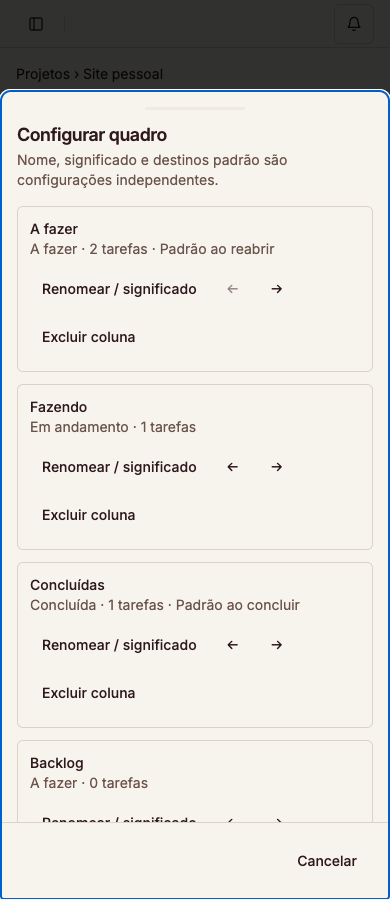 Projetos › Site pessoal
Configurar quadro
Nome, significado e destinos padrão são
configurações independentes.
A fazer
A fazer · 2 tarefas · Padrão ao reabrir
Renomear / significado ← →
Excluir coluna
Fazendo
Em andamento · 1 tarefas
Renomear / significado ← →
Excluir coluna
Concluídas
Concluída · 1 tarefas · Padrão ao concluir
Renomear / significado ← →
Excluir coluna
Backlog
A fazer · 0 tarefas
Renomear / significado ← →
Cancelar